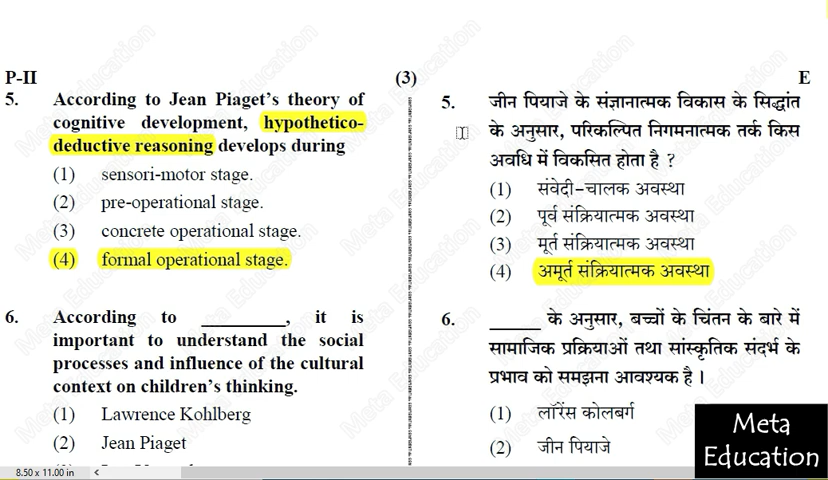 P-II
(3)
E
5. According to Jean Piaget's theory of
cognitive development, hypothetico-
deductive reasoning develops during
(1) sensori-motor stage.
(2) pre-operational stage.
(3) concrete operational stage.
(4) formal operational stage.
6. According to ________, it is
important to understand the social
processes and influence of the cultural
context on children's thinking.
(1) Lawrence Kohlberg
(2) Jean Piaget
5. जीन पियाजे के संज्ञानात्मक विकास के सिद्धांत
के अनुसार, परिकल्पित निगमनात्मक तर्क किस
अवधि में विकसित होता है ?
(1) संवेदी-चालक अवस्था
(2) पूर्व संक्रियात्मक अवस्था
(3) मूर्त संक्रियात्मक अवस्था
(4) अमूर्त संक्रियात्मक अवस्था
6. _____ के अनुसार, बच्चों के चिंतन के बारे में
सामाजिक प्रक्रियाओं तथा सांस्कृतिक संदर्भ के
प्रभाव को समझना आवश्यक है ।
(1) लॉरेंस कोलबर्ग
(2) जीन पियाजे
Meta
Education
8.50 x 11.00 in